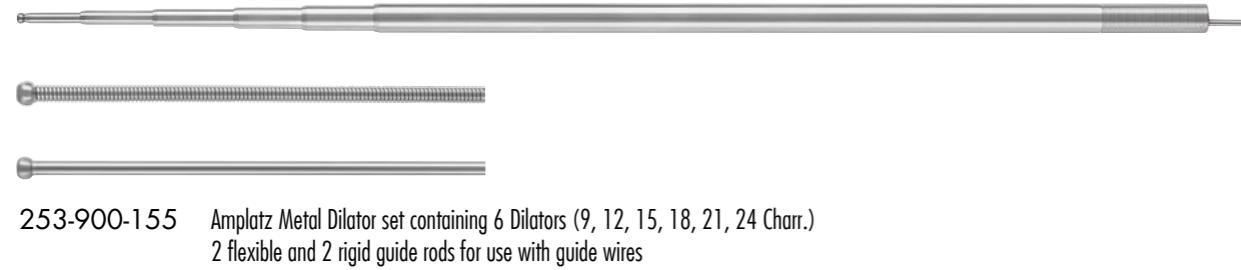 253-900-155 Amplatz Metal Dilator set containing 6 Dilators (9, 12, 15, 18, 21, 24 Charr.)
2 flexible and 2 rigid guide rods for use with guide wires